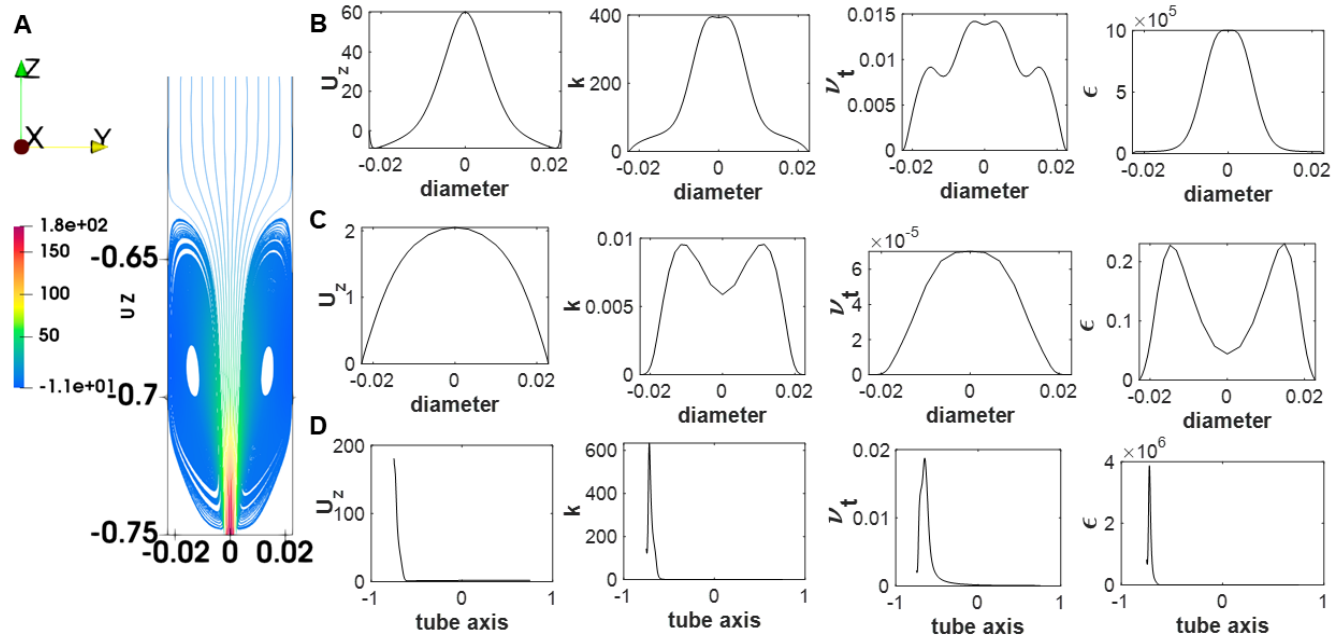 A
Z
X
Y
1.8e+02
150
100
50
-1.1e+01
U Z
-0.65
-0.7
-0.75
-0.02 0 0.02
B
60
40
20
0
U_z
-0.02 0 0.02
diameter
400
200
0
k
-0.02 0 0.02
diameter
0.015
0.01
0.005
0
ν_t
-0.02 0 0.02
diameter
×10^5
10
5
0
ϵ
-0.02 0 0.02
diameter
C
2
1
0
U_z
-0.02 0 0.02
diameter
0.01
0.005
0
k
-0.02 0 0.02
diameter
×10^-5
6
4
2
0
ν_t
-0.02 0 0.02
diameter
0.2
0.1
0
ϵ
-0.02 0 0.02
diameter
D
200
100
0
U_z
-1 0 1
tube axis
600
400
200
0
k
-1 0 1
tube axis
0.02
0.01
0
ν_t
-1 0 1
tube axis
×10^6
4
2
0
ϵ
-1 0 1
tube axis